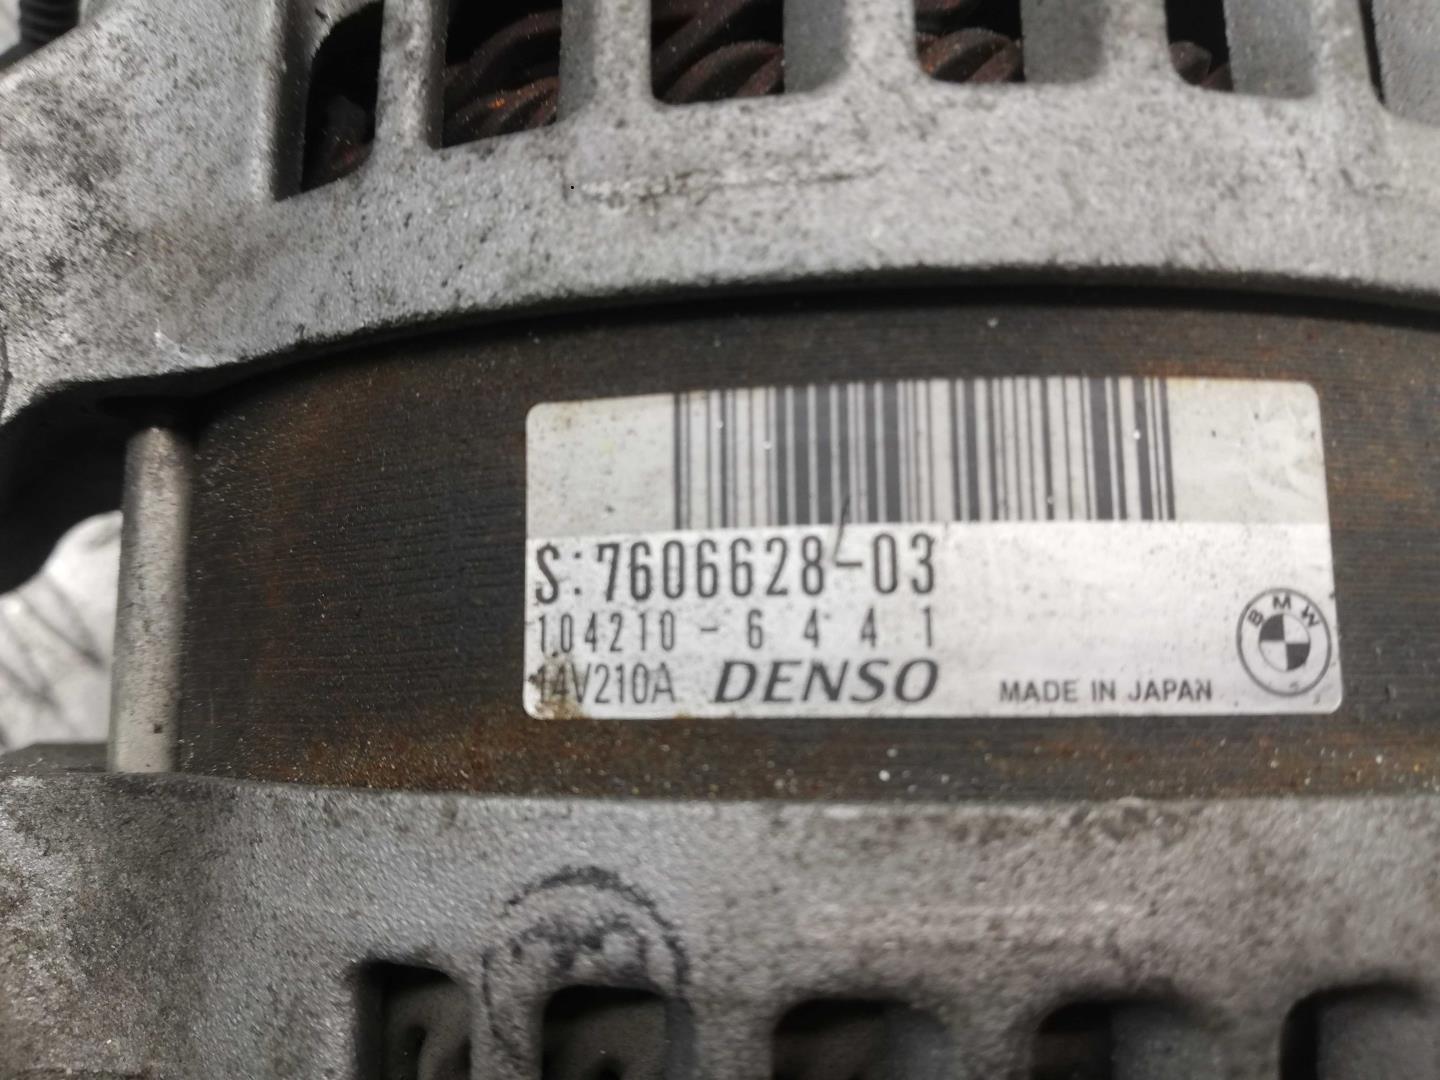 S:7606628-03
104210-6441
14V210A DENSO MADE IN JAPAN
BMW